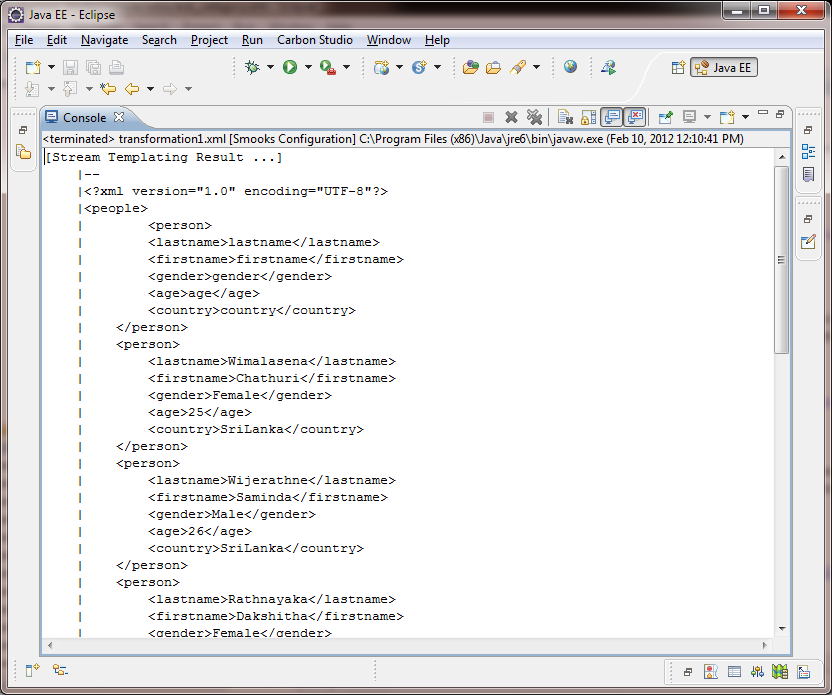 Java EE - Eclipse
File Edit Navigate Search Project Run Carbon Studio Window Help
Java EE
Console
<terminated> transformation1.xml [Smooks Configuration] C:\Program Files (x86)\Java\jre6\bin\javaw.exe (Feb 10, 2012 12:10:41 PM)
[Stream Templating Result ...]
|--
|<?xml version="1.0" encoding="UTF-8"?>
|<people>
| <person>
| <lastname>lastname</lastname>
| <firstname>firstname</firstname>
| <gender>gender</gender>
| <age>age</age>
| <country>country</country>
| </person>
| <person>
| <lastname>Wimalasena</lastname>
| <firstname>Chathuri</firstname>
| <gender>Female</gender>
| <age>25</age>
| <country>SriLanka</country>
| </person>
| <person>
| <lastname>Wijerathne</lastname>
| <firstname>Saminda</firstname>
| <gender>Male</gender>
| <age>26</age>
| <country>SriLanka</country>
| </person>
| <person>
| <lastname>Rathnayaka</lastname>
| <firstname>Dakshitha</firstname>
| <gender>Female</gender>